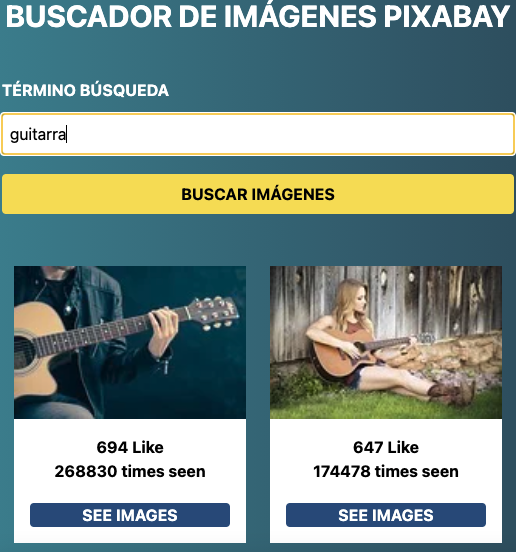 BUSCADOR DE IMÁGENES PIXABAY
TÉRMINO BÚSQUEDA
guitarra
BUSCAR IMÁGENES
694 Like
268830 times seen
SEE IMAGES
647 Like
174478 times seen
SEE IMAGES